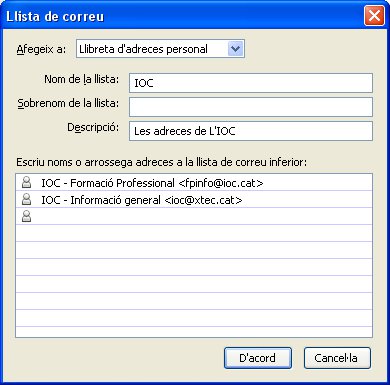 Llista de correu
Afegeix a: Llibreta d'adreces personal
Nom de la llista: IOC
Sobrenom de la llista:
Descripció: Les adreces de L'IOC
Escriu noms o arrossega adreces a la llista de correu inferior:
IOC - Formació Professional <fpinfo@ioc.cat>
IOC - Informació general <ioc@xtec.cat>
D'acord Cancel·la